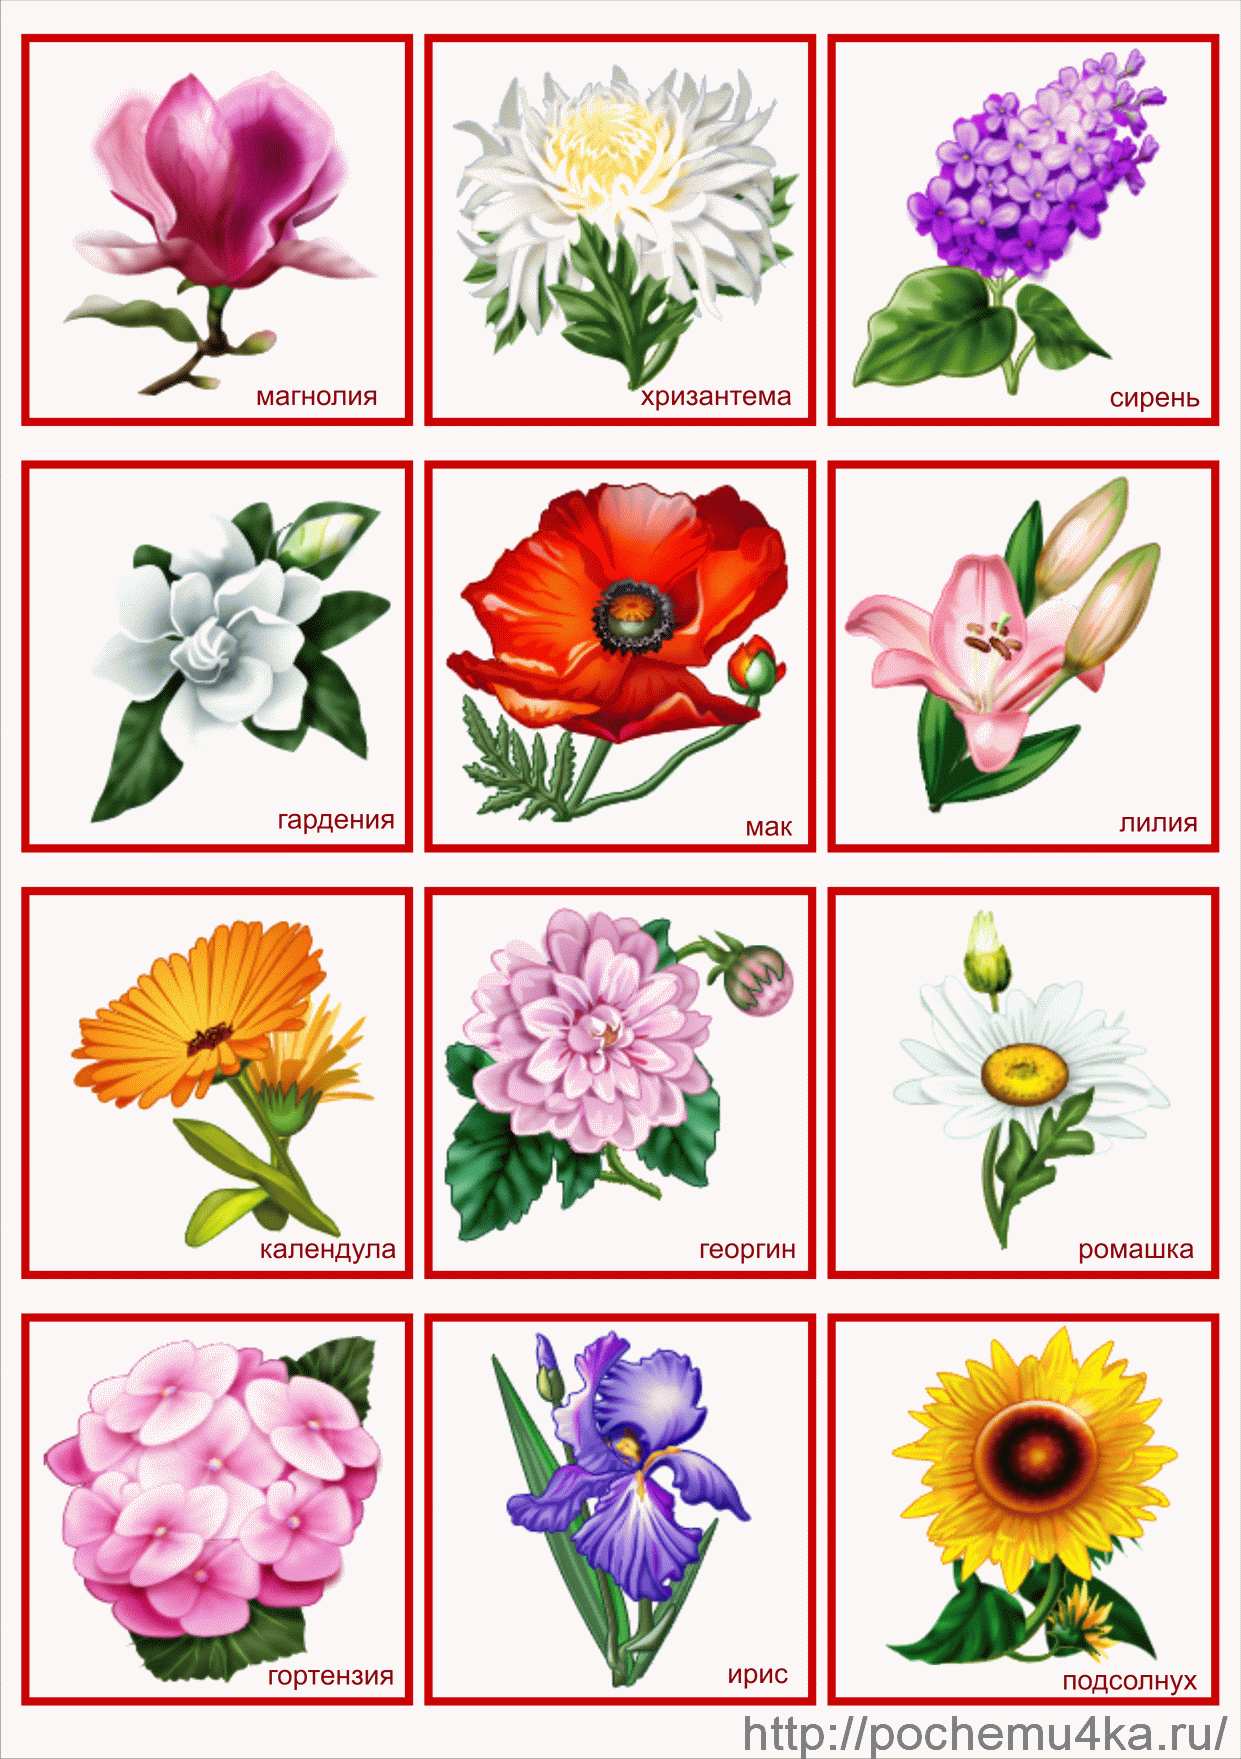 магнолия
хризантема
сирень
гардения
мак
лилия
календула
георгин
ромашка
гортензия
ирис
подсолнух
http://pochemu4ka.ru/